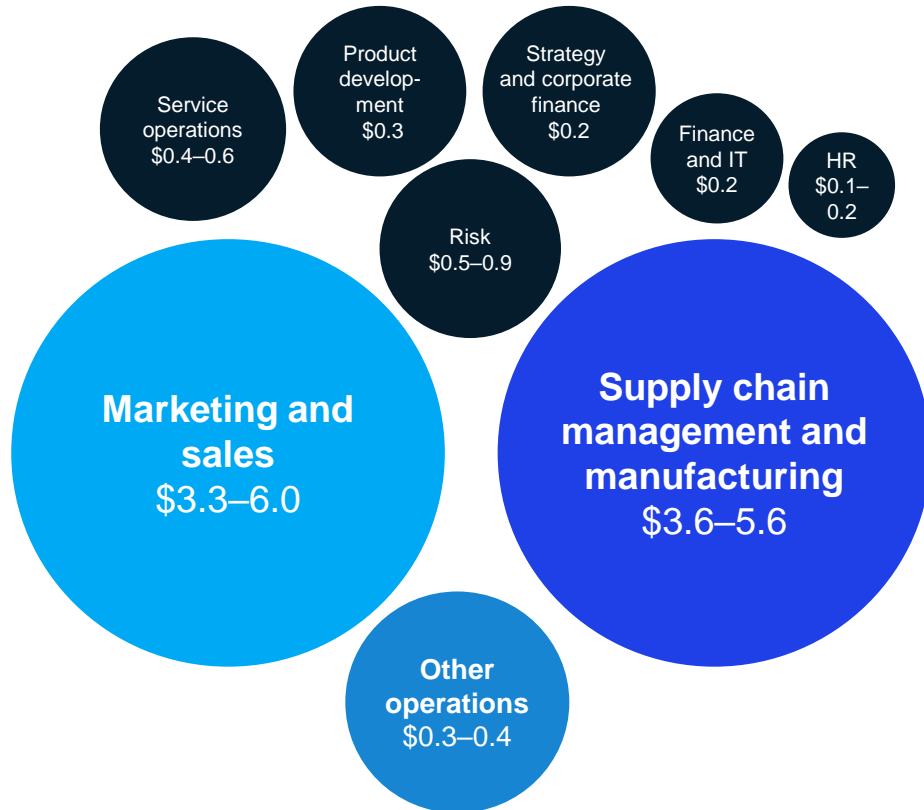 Product
develop-
ment
$0.3
Strategy
and corporate
finance
$0.2
Service
operations
$0.4–0.6
Finance
and IT
$0.2
HR
$0.1–
0.2
Risk
$0.5–0.9
Marketing and
sales
$3.3–6.0
Supply chain
management and
manufacturing
$3.6–5.6
Other
operations
$0.3–0.4